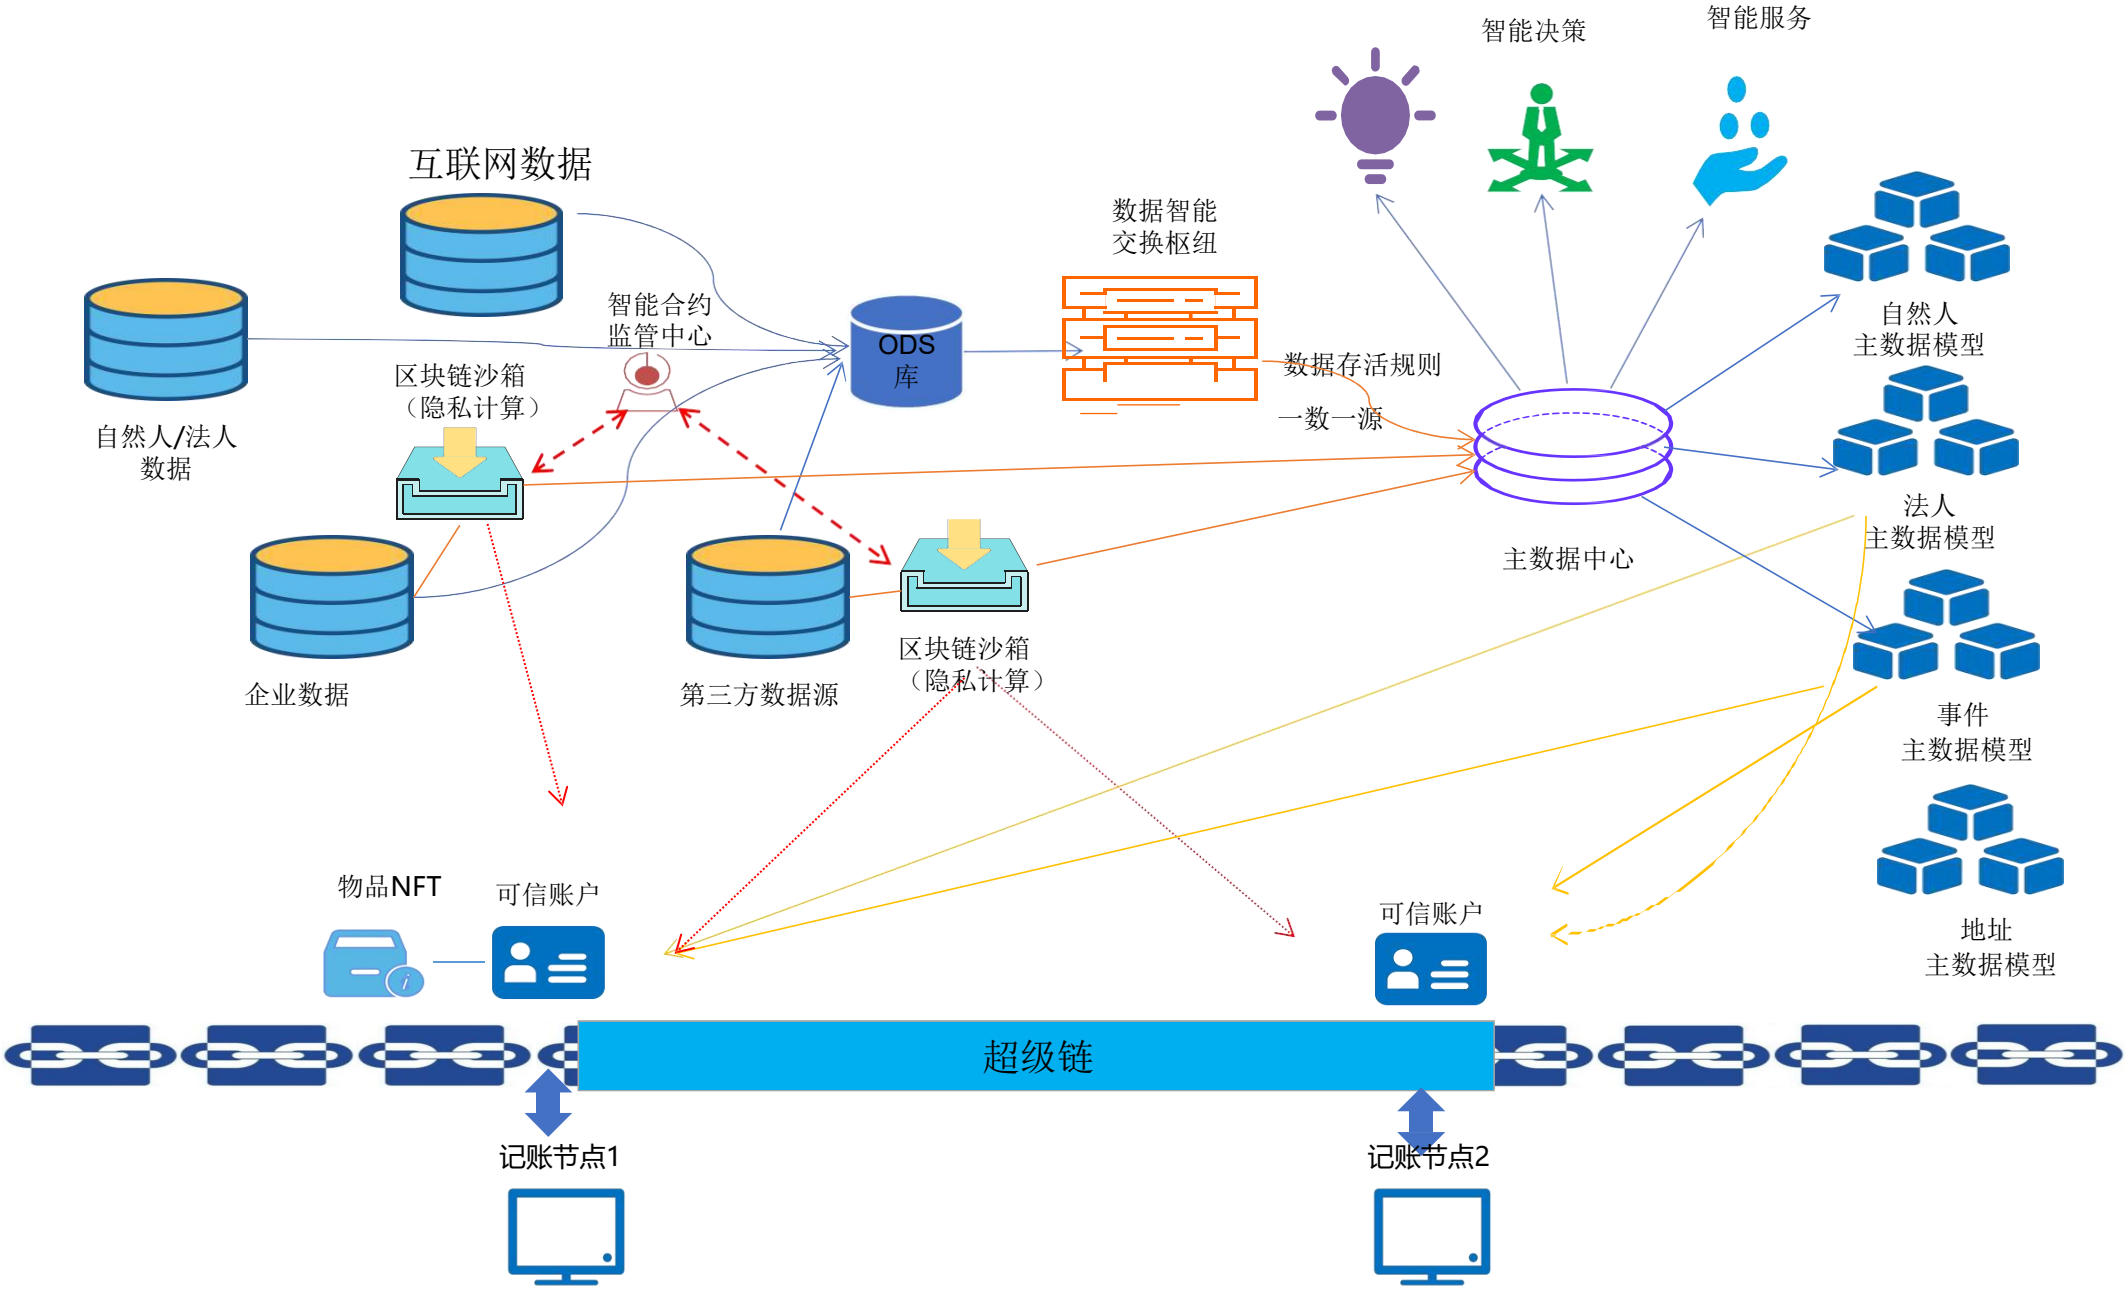 智能决策
智能服务
互联网数据
数据智能
交换枢纽
智能合约
监管中心
ODS
库
自然人
主数据模型
区块链沙箱
（隐私计算）
数据存活规则
一数一源
自然人/法人
数据
法人
主数据模型
主数据中心
区块链沙箱
（隐私计算）
企业数据
第三方数据源
事件
主数据模型
物品NFT
可信账户
可信账户
地址
主数据模型
超级链
记账节点1
记账节点2